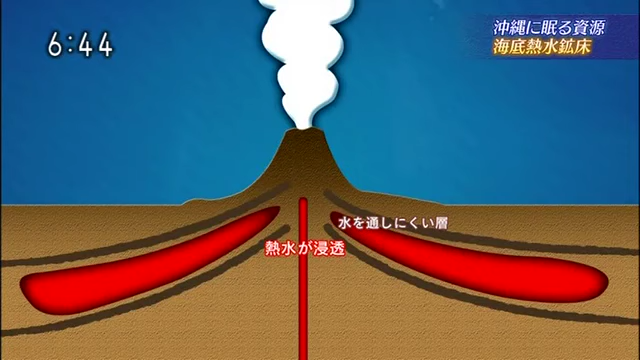 6:44
沖縄に眠る資源
海底熱水鉱床
水を通しにくい層
熱水が浸透